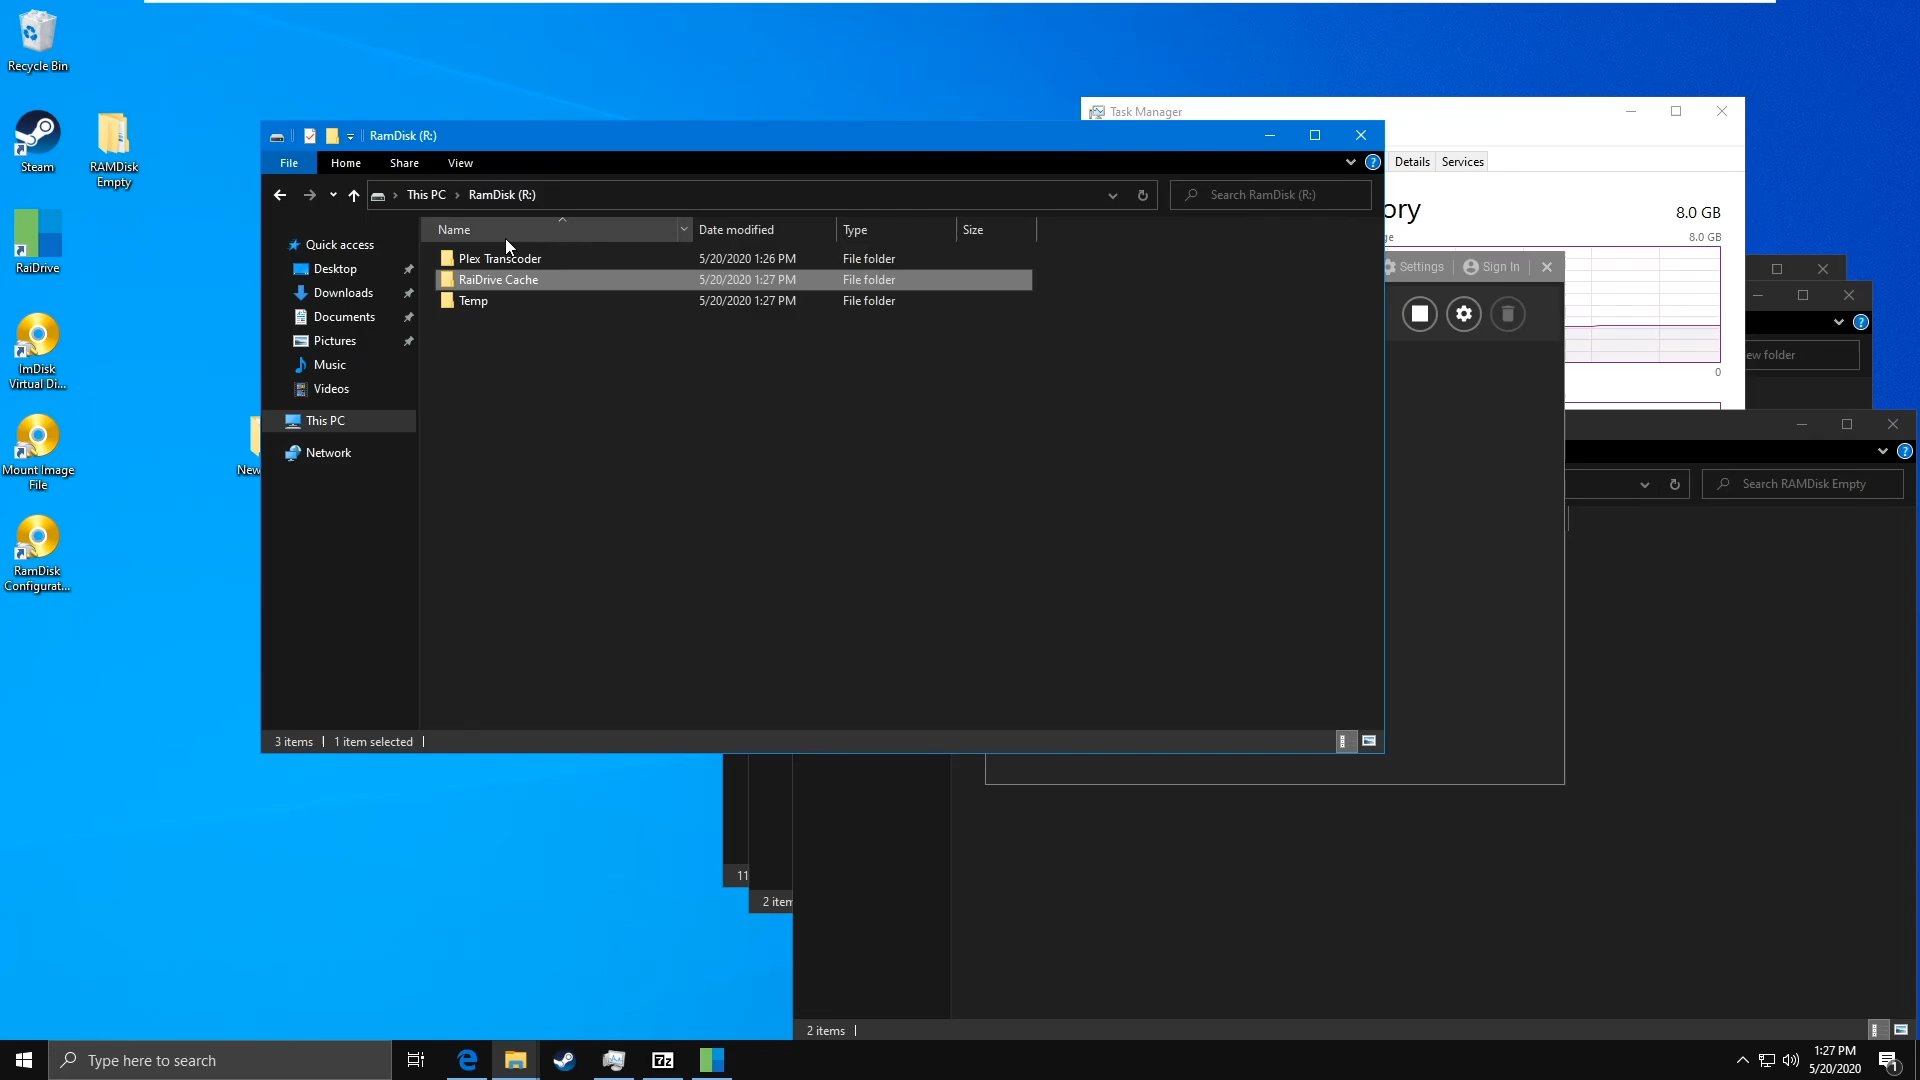 Recycle Bin
Steam
RAMDisk
Empty
RaiDrive
ImDisk
Virtual Di...
Mount Image
File
RamDisk
Configurat...
New
Task Manager
Details
Services
8.0 GB
8.0 GB
0
RamDisk (R:)
File
Home
Share
View
This PC
RamDisk (R:)
Search RamDisk (R:)
Name
Date modified
Type
Size
Plex Transcoder 5/20/2020 1:26 PM File folder
RaiDrive Cache 5/20/2020 1:27 PM File folder
Temp 5/20/2020 1:27 PM File folder
Quick access
Desktop
Downloads
Documents
Pictures
Music
Videos
This PC
Network
3 items
1 item selected
Settings
Sign In
ew folder
Search RAMDisk Empty
11
2 item
2 items
Type here to search
7z
1:27 PM
5/20/2020
1